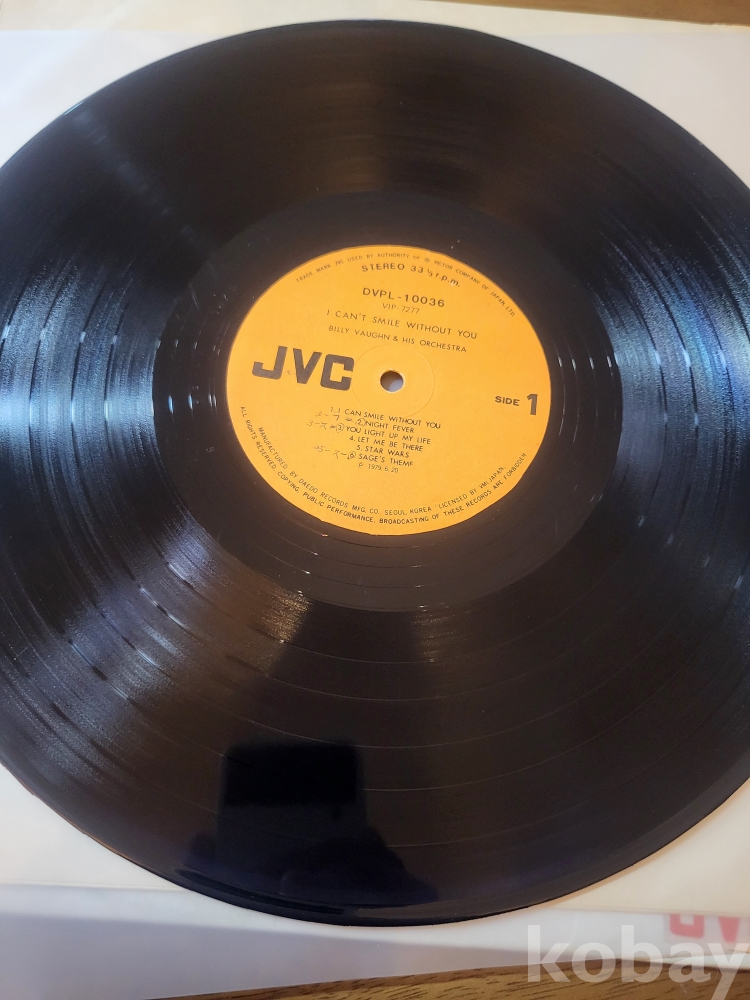 TRADE MARK JVC USED BY AUTHORITY OF ® VICTOR COMPANY OF JAPAN, LTD.
STEREO 33 ⅓ r.p.m.
DVPL-10036
VIP-7277
I CAN'T SMILE WITHOUT YOU
BILLY VAUGHN & HIS ORCHESTRA
JVC
SIDE 1
1. I CAN SMILE WITHOUT YOU
2. NIGHT FEVER
3. YOU LIGHT UP MY LIFE
4. LET ME BE THERE
5. STAR WARS
6. SAGE'S THEME
℗ 1979. 6. 20
MANUFACTURED BY DAEDO RECORDS MFG. CO. SEOUL, KOREA / LICENSED BY VMI, JAPAN.
ALL RIGHTS RESERVED. COPYING, PUBLIC PERFORMANCE, BROADCASTING OF THESE RECORDS ARE FORBIDDEN
JVC
kobay